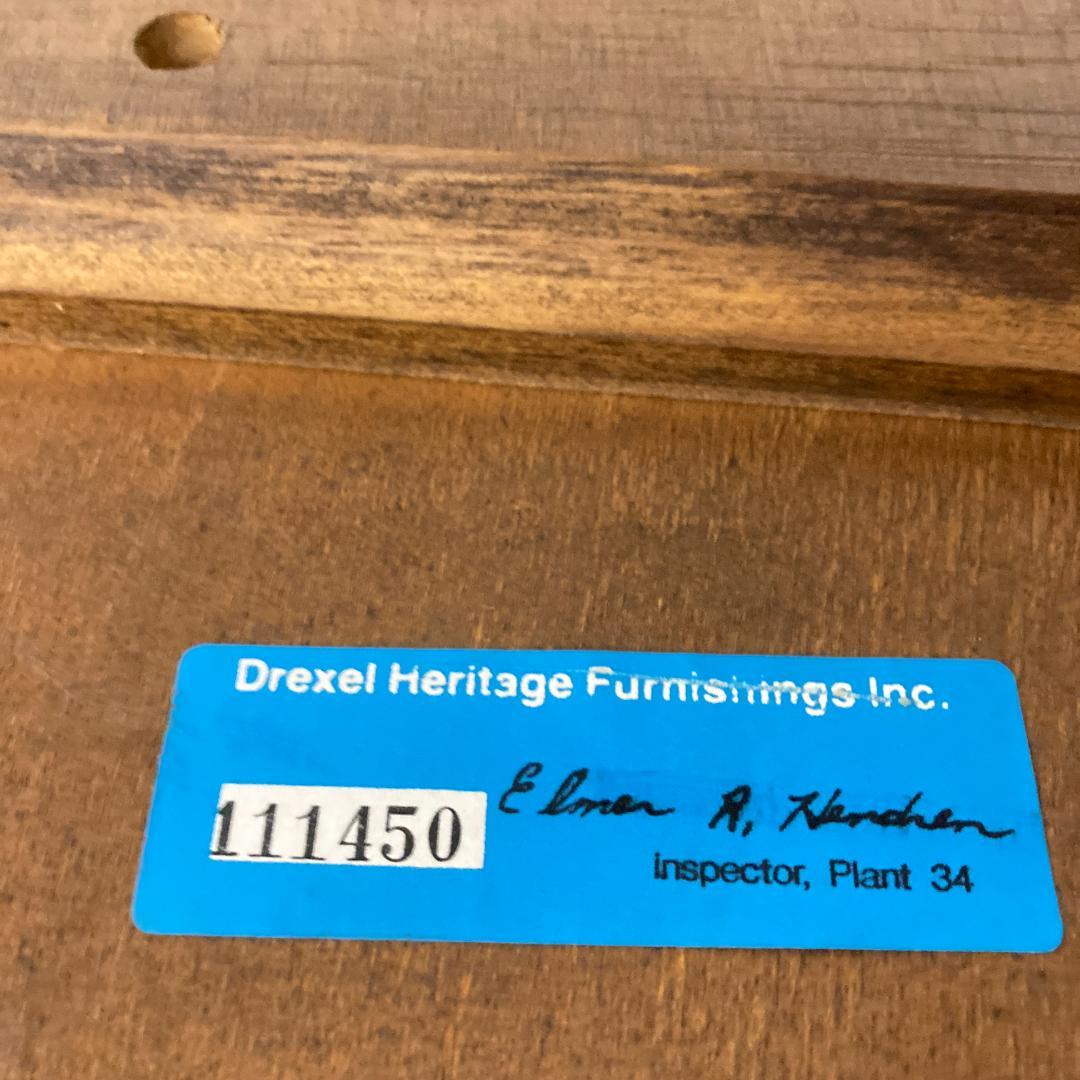 Drexel Heritage Furnishings Inc.
111450
Elmer R. Hendren
Inspector, Plant 34